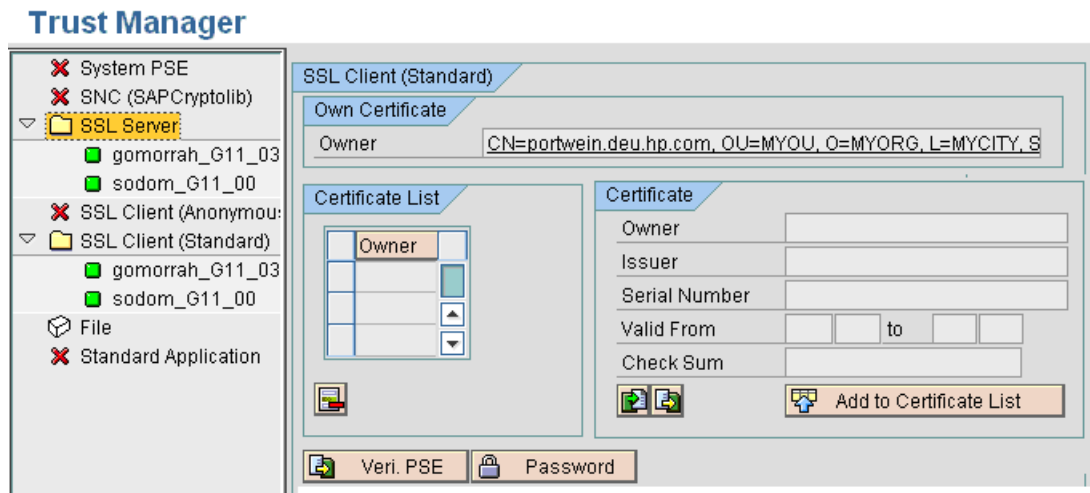 Trust Manager
System PSE
SNC (SAPCryptolib)
SSL Server
gomorrah_G11_03
sodom_G11_00
SSL Client (Anonymou
SSL Client (Standard)
gomorrah_G11_03
sodom_G11_00
File
Standard Application
SSL Client (Standard)
Own Certificate
Owner CN=portwein.deu.hp.com, OU=MYOU, O=MYORG, L=MYCITY, S
Certificate List
Owner
Certificate
Owner
Issuer
Serial Number
Valid From to
Check Sum
Add to Certificate List
Veri. PSE Password